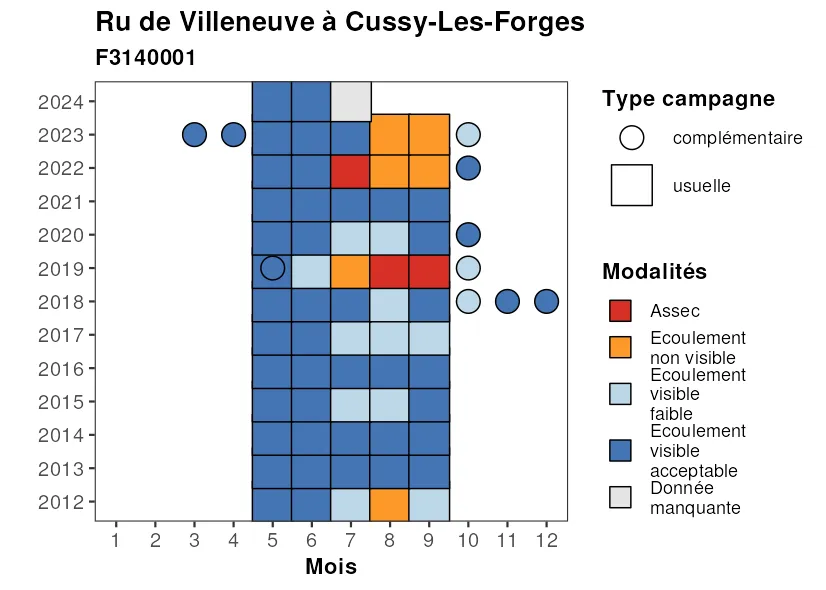 Ru de Villeneuve à Cussy-Les-Forges
F3140001
2024
2023
2022
2021
2020
2019
2018
2017
2016
2015
2014
2013
2012
1 2 3 4 5 6 7 8 9 10 11 12
Mois
Type campagne
complémentaire
usuelle
Modalités
Assec
Ecoulement
non visible
Ecoulement
visible
faible
Ecoulement
visible
acceptable
Donnée
manquante